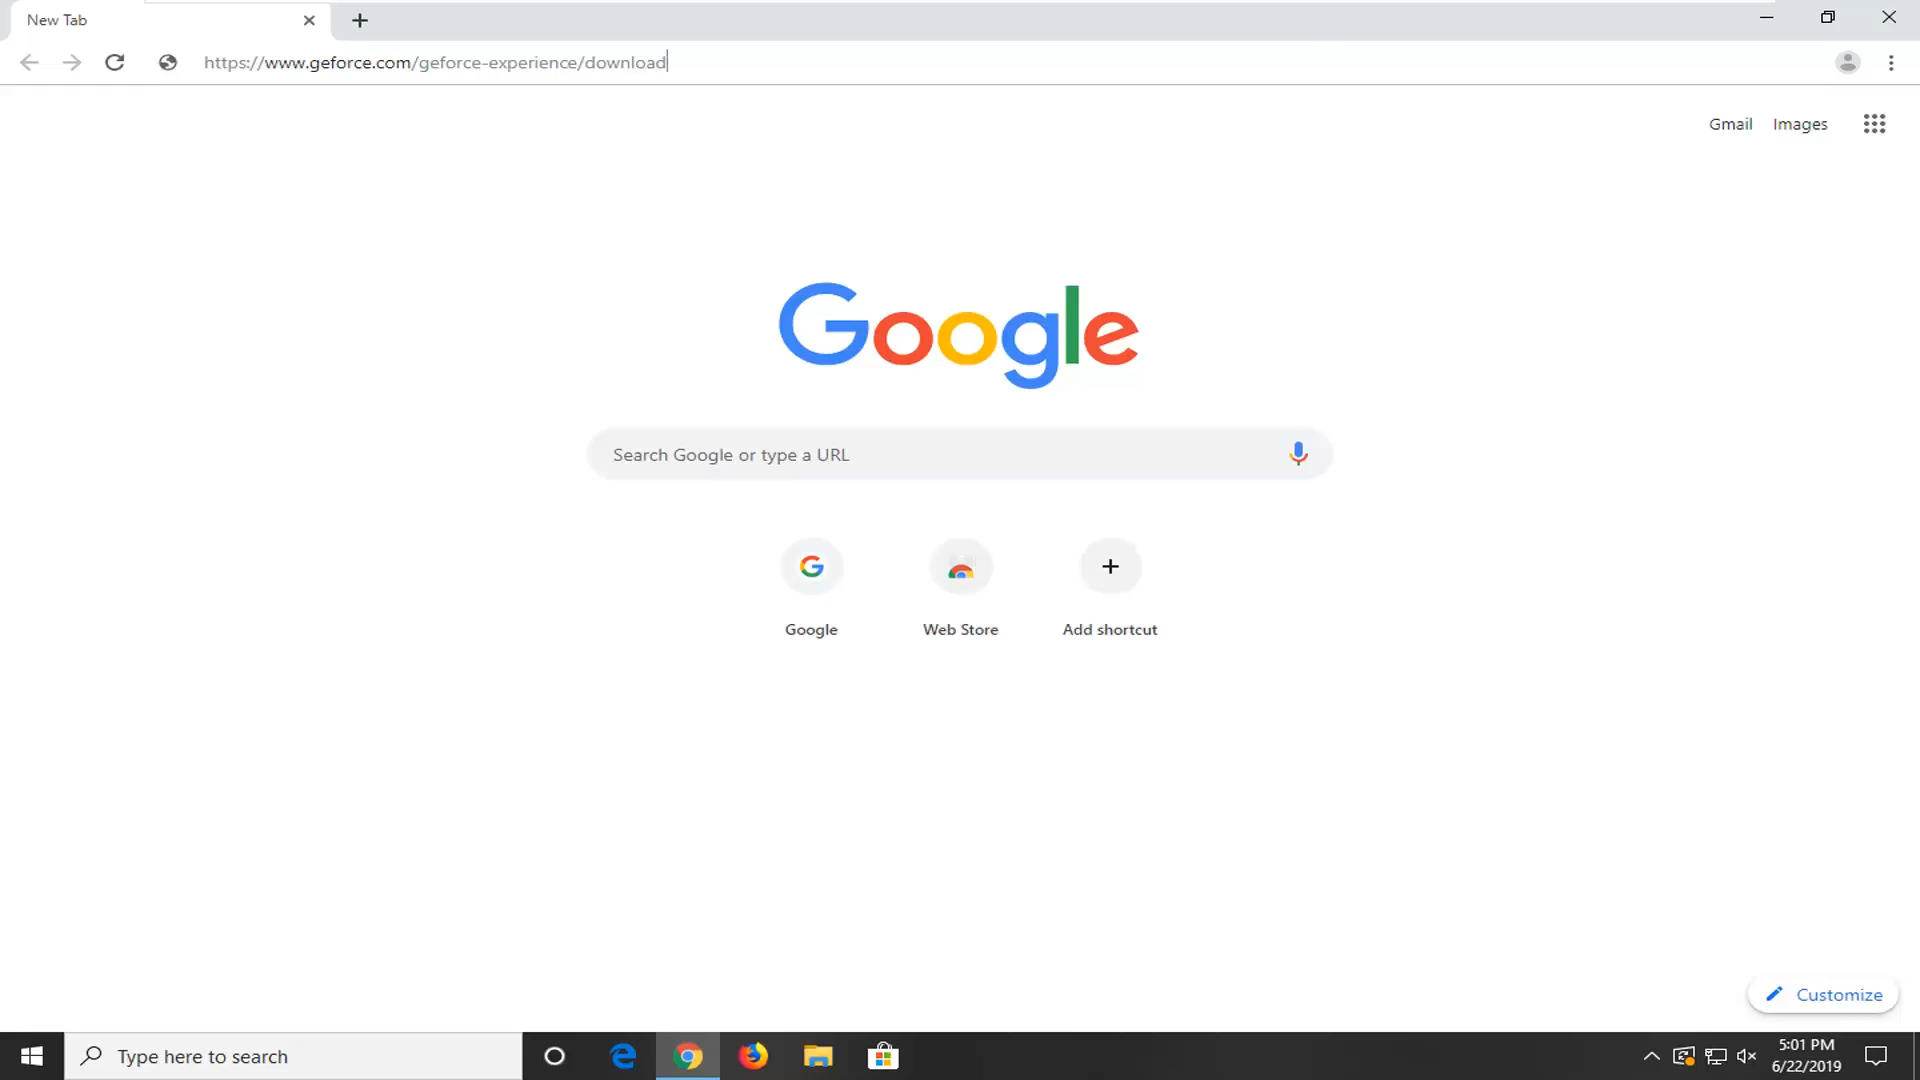 New Tab
https://www.geforce.com/geforce-experience/download
Gmail Images
Google
Search Google or type a URL
Google Web Store Add shortcut
Customize
Type here to search
5:01 PM
6/22/2019